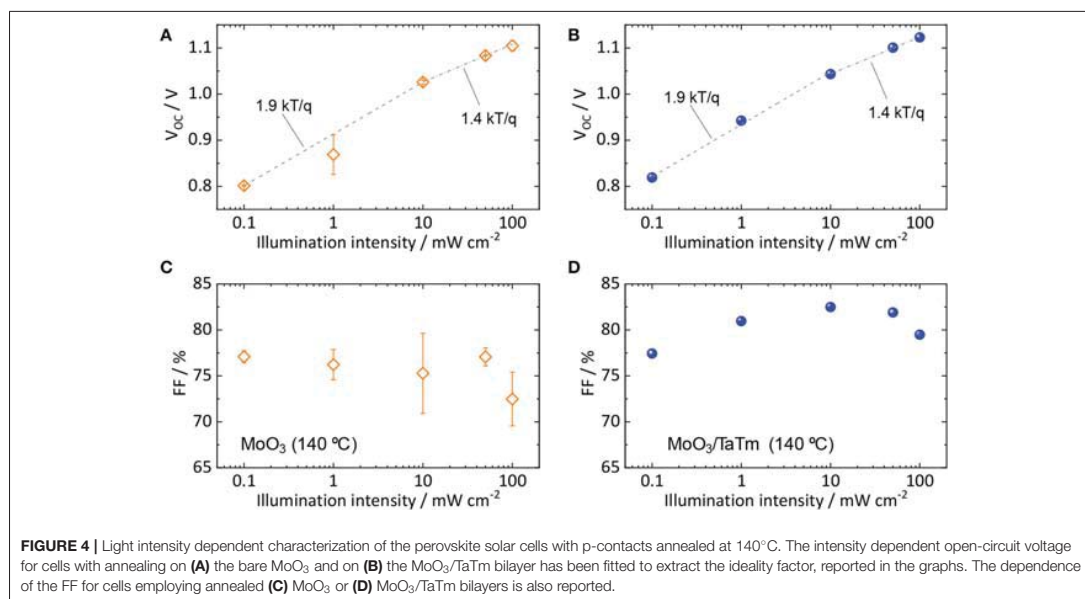 A
1.1
1.0
0.9
0.8
V_OC / V
1.9 kT/q
1.4 kT/q
0.1 1 10 100
Illumination intensity / mW cm⁻²
B
1.1
1.0
0.9
0.8
V_OC / V
1.9 kT/q
1.4 kT/q
0.1 1 10 100
Illumination intensity / mW cm⁻²
C
85
80
75
70
65
FF / %
MoO₃ (140 ºC)
0.1 1 10 100
Illumination intensity / mW cm⁻²
D
85
80
75
70
65
FF / %
MoO₃/TaTm (140 ºC)
0.1 1 10 100
Illumination intensity / mW cm⁻²
FIGURE 4 | Light intensity dependent characterization of the perovskite solar cells with p-contacts annealed at 140°C. The intensity dependent open-circuit voltage
for cells with annealing on (A) the bare MoO₃ and on (B) the MoO₃/TaTm bilayer has been fitted to extract the ideality factor, reported in the graphs. The dependence
of the FF for cells employing annealed (C) MoO₃ or (D) MoO₃/TaTm bilayers is also reported.